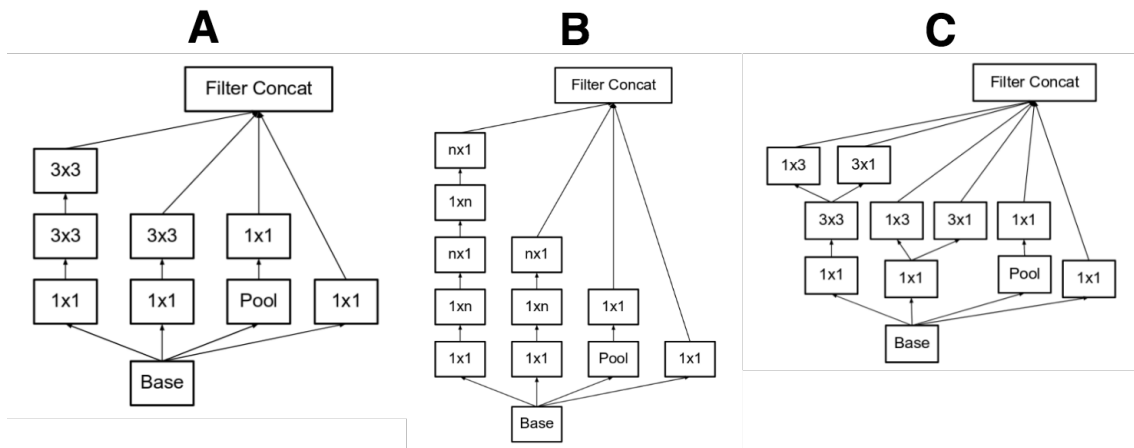 A
B
C
Filter Concat
3x3
3x3
3x3
1x1
1x1
1x1
Pool
1x1
Base
Filter Concat
nx1
1xn
nx1
nx1
1xn
1xn
1x1
1x1
1x1
Pool
1x1
Base
Filter Concat
1x3
3x1
3x3
1x3
3x1
1x1
1x1
1x1
Pool
1x1
Base